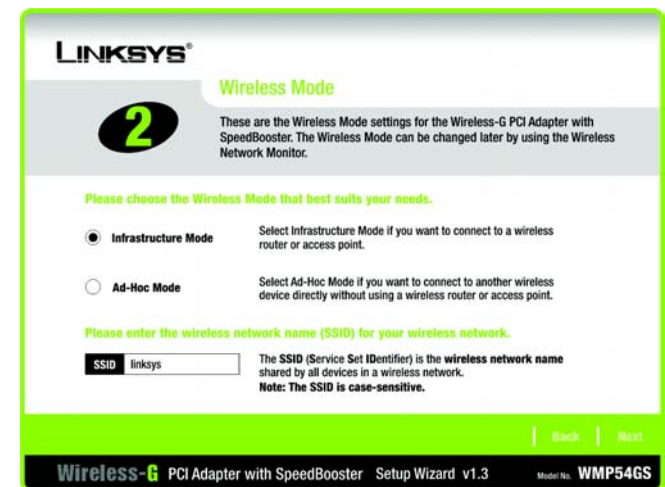 LINKSYS®
Wireless Mode
2
These are the Wireless Mode settings for the Wireless-G PCI Adapter with
SpeedBooster. The Wireless Mode can be changed later by using the Wireless
Network Monitor.
Please choose the Wireless Mode that best suits your needs.
Infrastructure Mode
Select Infrastructure Mode if you want to connect to a wireless
router or access point.
Ad-Hoc Mode
Select Ad-Hoc Mode if you want to connect to another wireless
device directly without using a wireless router or access point.
Please enter the wireless network name (SSID) for your wireless network.
SSID linksys
The SSID (Service Set IDentifier) is the wireless network name
shared by all devices in a wireless network.
Note: The SSID is case-sensitive.
Back Next
Wireless-G PCI Adapter with SpeedBooster Setup Wizard v1.3 Model No. WMP54GS